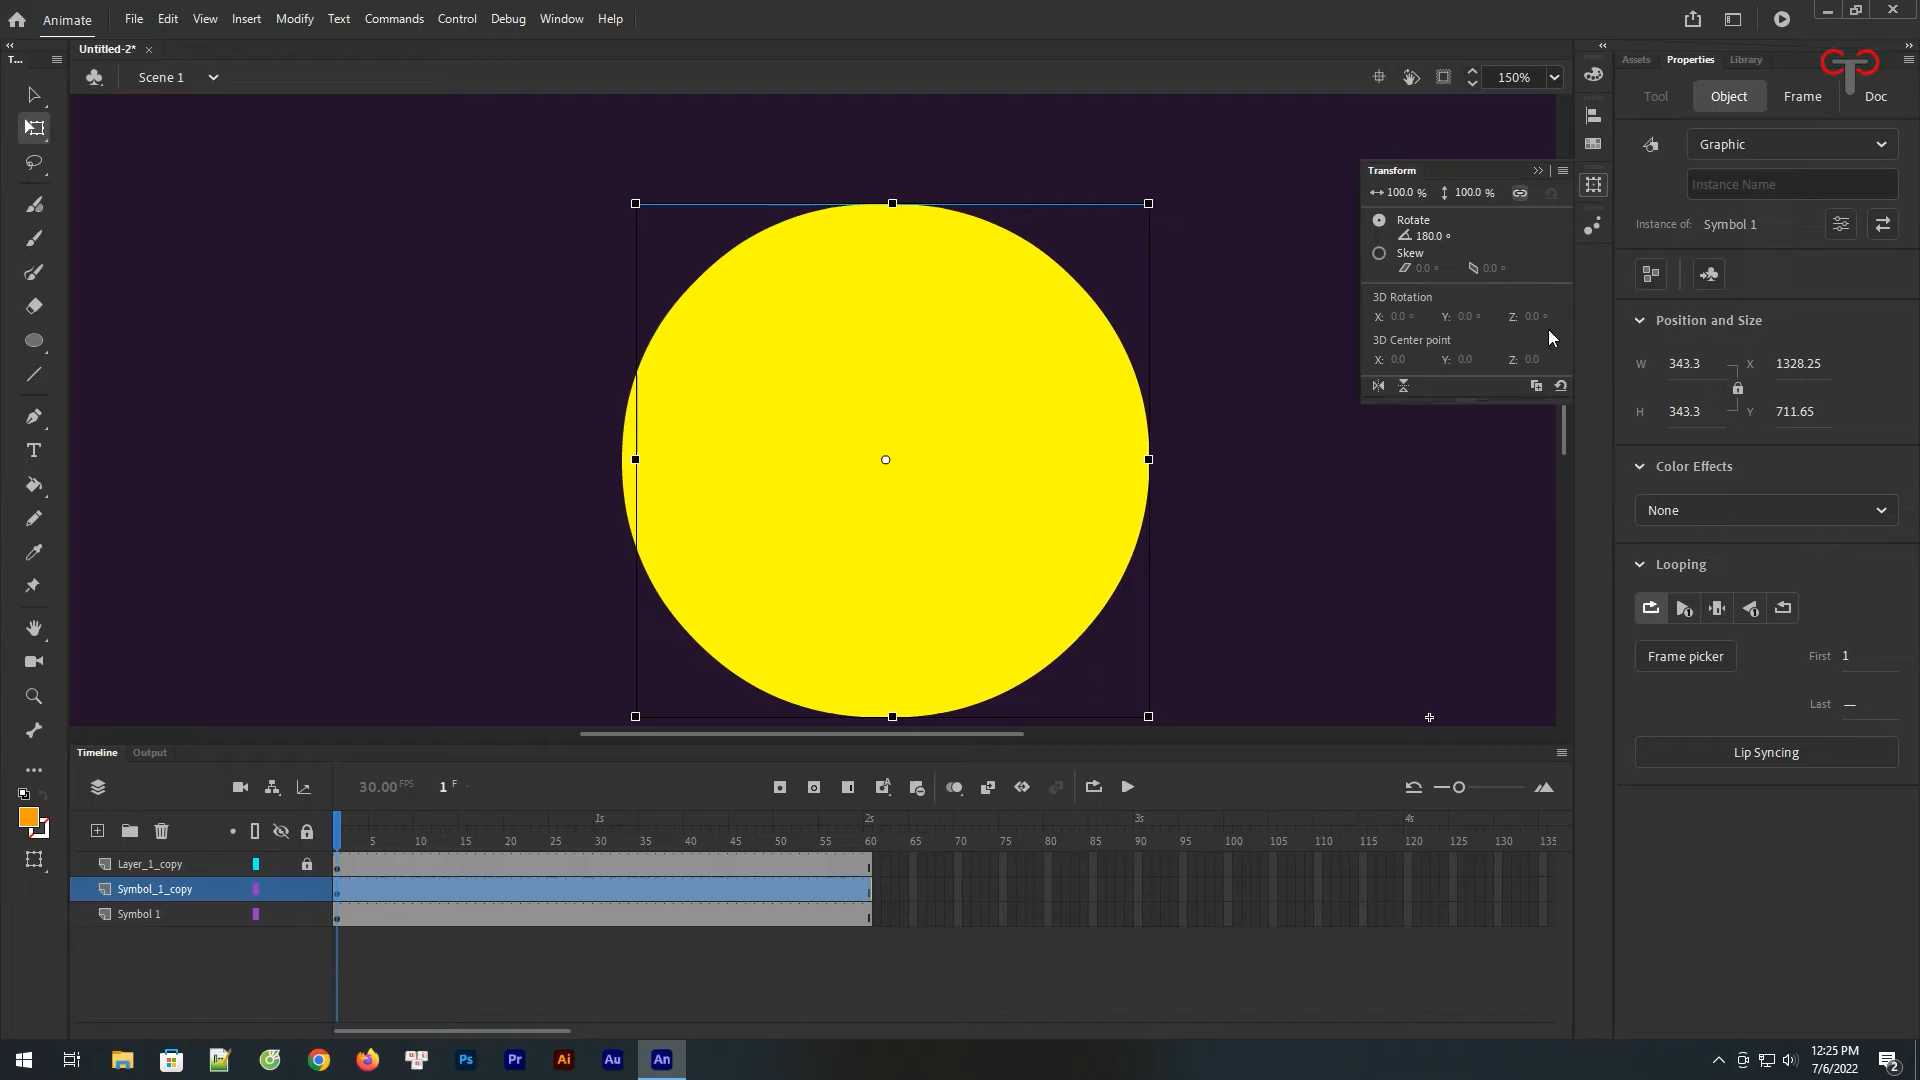 Animate File Edit View Insert Modify Text Commands Control Debug Window Help
Untitled-2* ×
T...
Assets Properties Library
Scene 1 150%
Tool Object Frame Doc
Graphic
Instance Name
Instance of: Symbol 1
Transform
100.0 % 100.0 %
Rotate
180.0 °
Skew
0.0 ° 0.0 °
3D Rotation
X: 0.0 ° Y: 0.0 ° Z: 0.0 °
3D Center point
X: 0.0 Y: 0.0 Z: 0.0
Position and Size
W 343.3 X 1328.25
H 343.3 Y 711.65
Color Effects
None
Looping
Frame picker First 1
Last —
Lip Syncing
Timeline Output
30.00 FPS 1 F
1s 2s 3s 4s
5 10 15 20 25 30 35 40 45 50 55 60 65 70 75 80 85 90 95 100 105 110 115 120 125 130 135
Layer_1_copy
Symbol_1_copy
Symbol 1
Ps Pr Ai Au An
12:25 PM
7/6/2022
2